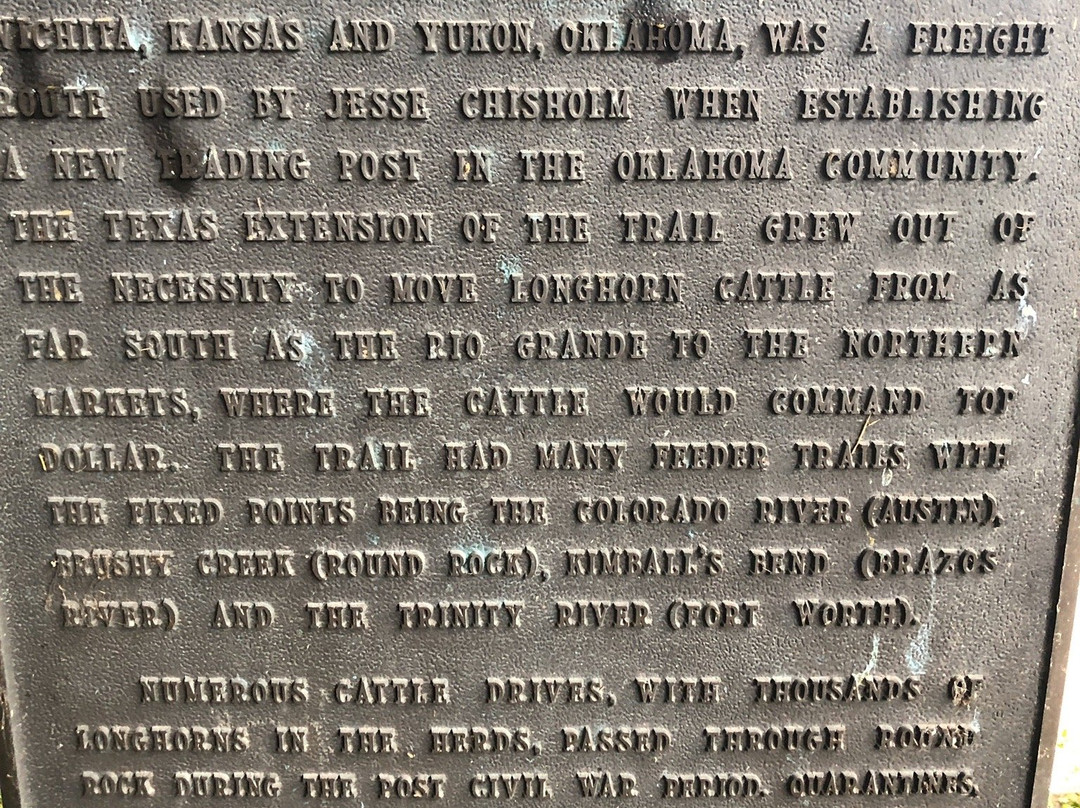 WICHITA, KANSAS AND YUKON, OKLAHOMA, WAS A FREIGHT
ROUTE USED BY JESSE CHISHOLM WHEN ESTABLISHING
A NEW TRADING POST IN THE OKLAHOMA COMMUNITY.
THE TEXAS EXTENSION OF THE TRAIL GREW OUT OF
THE NECESSITY TO MOVE LONGHORN CATTLE FROM AS
FAR SOUTH AS THE RIO GRANDE TO THE NORTHERN
MARKETS, WHERE THE CATTLE WOULD COMMAND TOP
DOLLAR. THE TRAIL HAD MANY FEEDER TRAILS WITH
THE FIXED POINTS BEING THE COLORADO RIVER (AUSTIN),
BRUSHY CREEK (ROUND ROCK), KIMBALL'S BEND (BRAZOS
RIVER) AND THE TRINITY RIVER (FORT WORTH).
NUMEROUS CATTLE DRIVES, WITH THOUSANDS OF
LONGHORNS IN THE HERDS, PASSED THROUGH ROUND
ROCK DURING THE POST CIVIL WAR PERIOD. QUARANTINES,